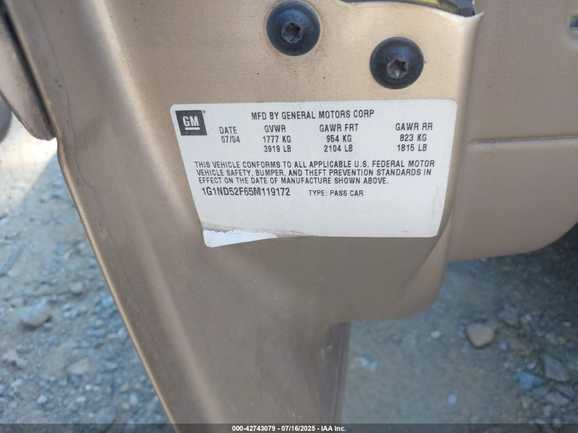 GM
MFD BY GENERAL MOTORS CORP
DATE GVWR GAWR FRT GAWR RR
07/04 1777 KG 954 KG 823 KG
3919 LB 2104 LB 1815 LB
THIS VEHICLE CONFORMS TO ALL APPLICABLE U.S. FEDERAL MOTOR
VEHICLE SAFETY, BUMPER, AND THEFT PREVENTION STANDARDS IN
EFFECT ON THE DATE OF MANUFACTURE SHOWN ABOVE.
1G1ND52F65M119172 TYPE: PASS CAR
000-42743079 - 07/16/2025 - IAA Inc.